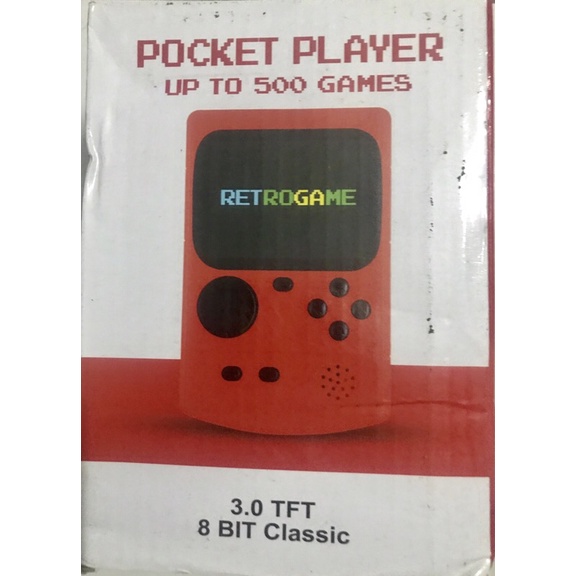 POCKET PLAYER
UP TO 500 GAMES
RETROGAME
3.0 TFT
8 BIT Classic